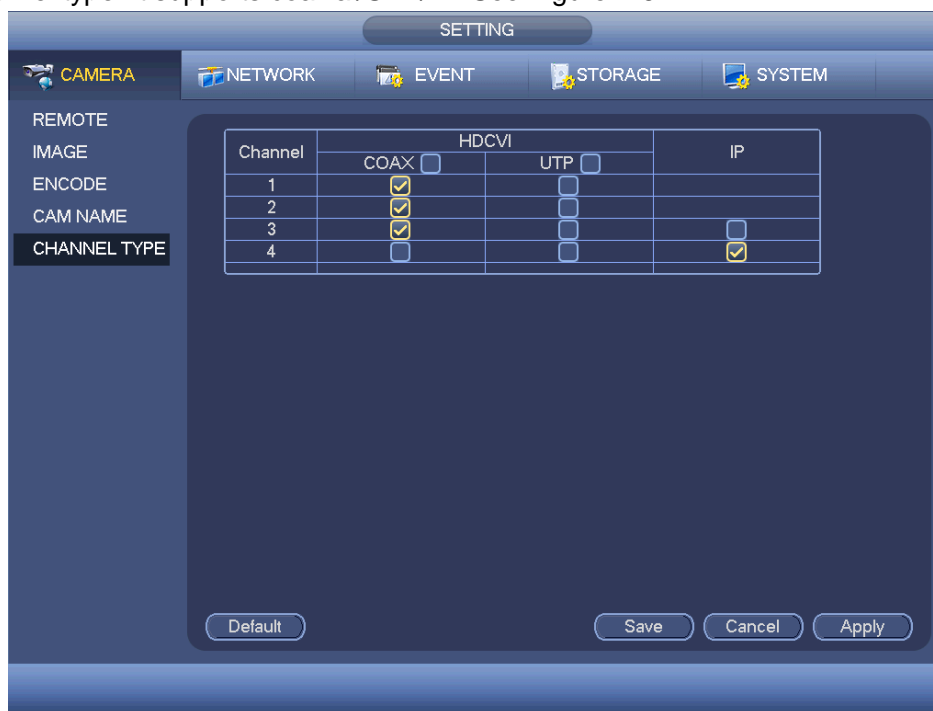 SETTING
CAMERA NETWORK EVENT STORAGE SYSTEM
REMOTE
IMAGE
ENCODE
CAM NAME
CHANNEL TYPE
Channel HDCVI IP
COAX UTP
1
2
3
4
Default Save Cancel Apply